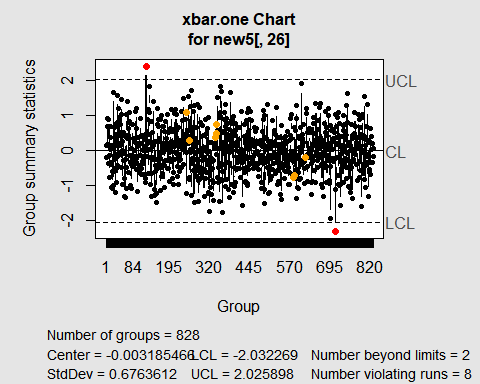 xbar.one Chart
for new5[, 26]
Group summary statistics
2
1
0
-1
-2
UCL
CL
LCL
1 84 195 320 445 570 695 820
Group
Number of groups = 828
Center = -0.003185466 LCL = -2.032269 Number beyond limits = 2
StdDev = 0.6763612 UCL = 2.025898 Number violating runs = 8